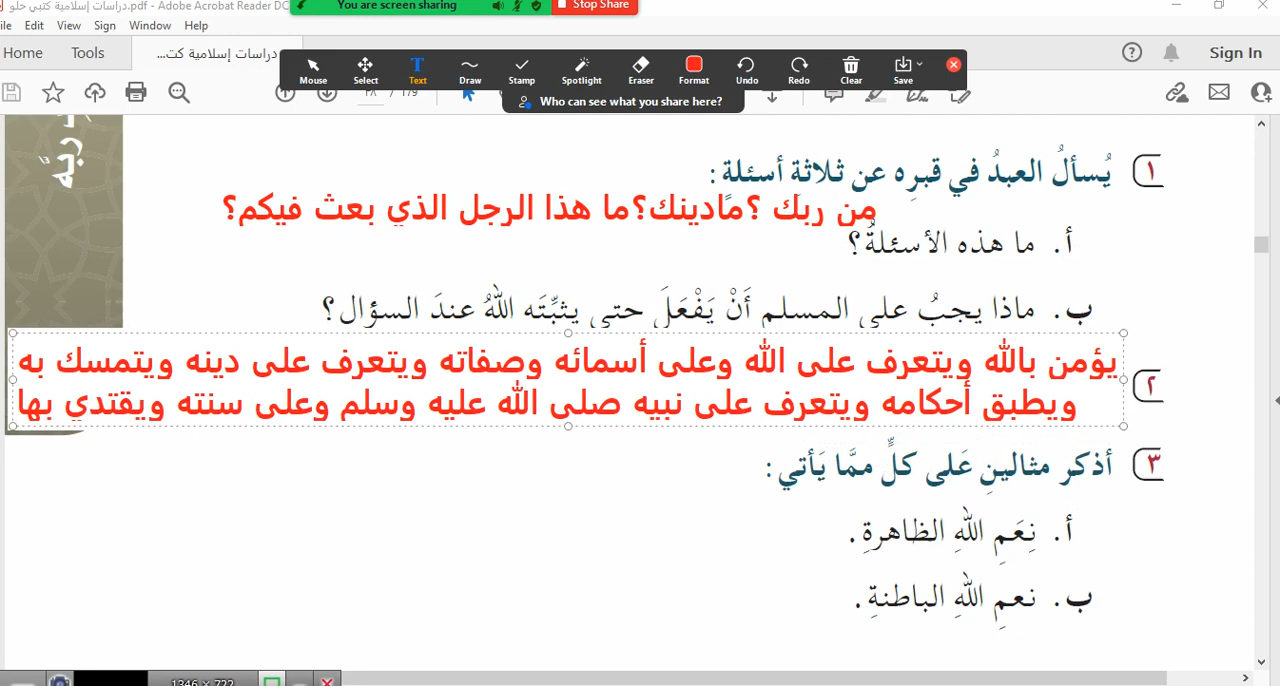 دراسات إسلامية كتبي حلو.pdf - Adobe Acrobat Reader DC
You are screen sharing
Stop Share
File Edit View Sign Window Help
Home Tools
دراسات إسلامية كت...
Sign In
Mouse Select Text Draw Stamp Spotlight Eraser Format Undo Redo Clear Save
٣٨ / ١٧٩
Who can see what you share here?
ربه
١ يُسألُ العبدُ في قبرِه عن ثلاثةِ أسئلةٍ:
من ربك ؟مادينك؟ما هذا الرجل الذي بعث فيكم؟
أ. ما هذه الأسئلةُ؟
ب. ماذا يجبُ على المسلم أَنْ يَفْعَلَ حتى يثبِّتَه اللهُ عندَ السؤال؟
يؤمن بالله ويتعرف على الله وعلى أسمائه وصفاته ويتعرف على دينه ويتمسك به
٢
ويطبق أحكامه ويتعرف على نبيه صلى الله عليه وسلم وعلى سنته ويقتدي بها
٣ أذكر مثالينِ عَلى كلٍّ ممَّا يَأتي:
أ. نِعَمِ اللهِ الظاهرةِ.
ب. نعمِ اللهِ الباطنةِ.
1346 × 722